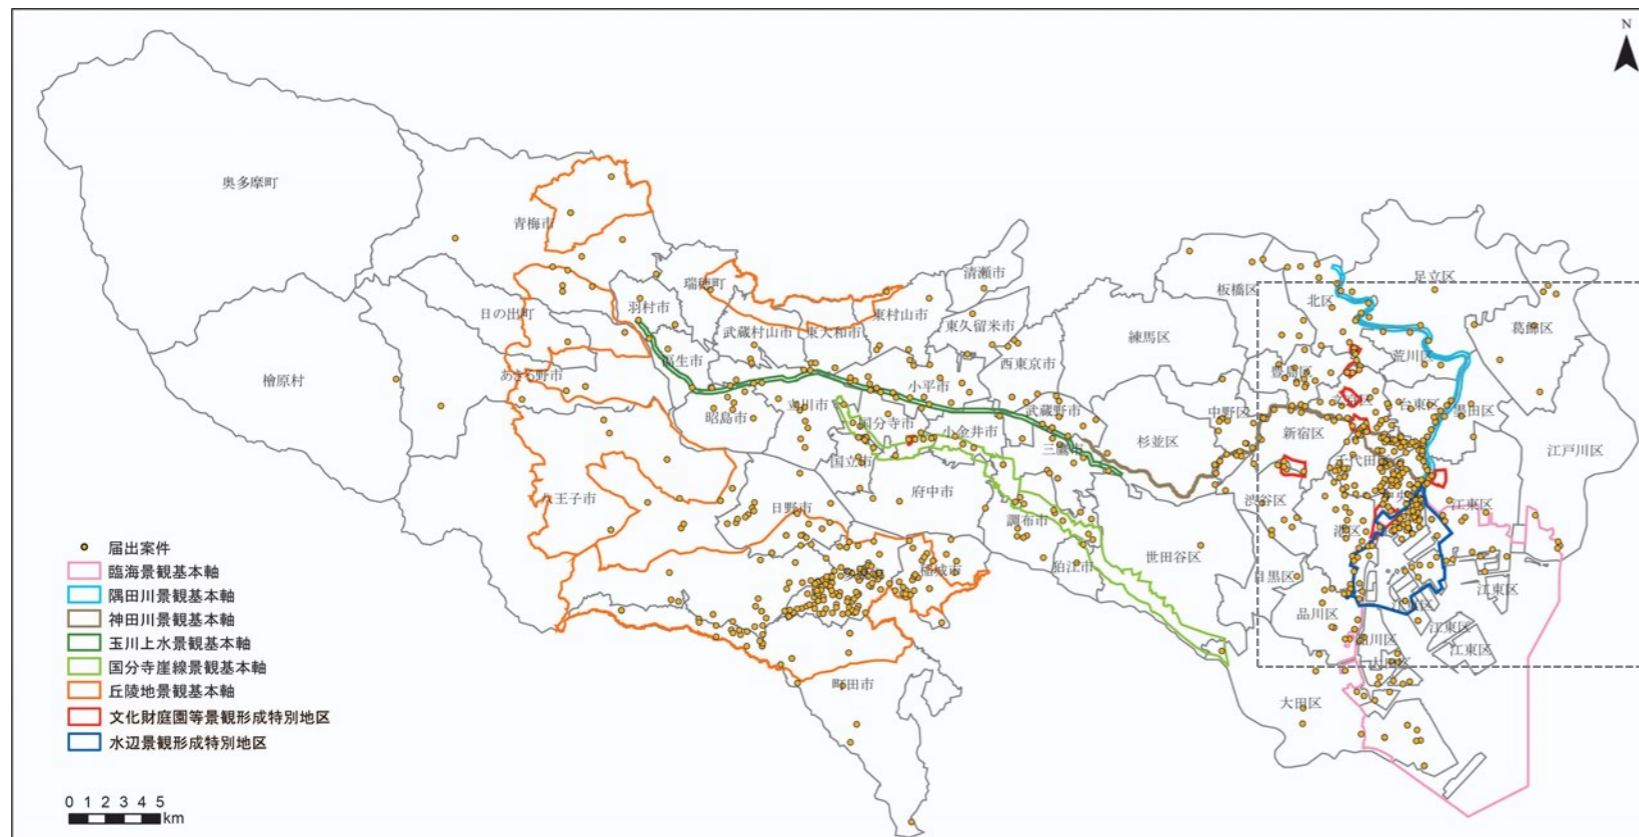 N
奥多摩町
青梅市
清瀬市
足立区
瑞穂町
板橋区
北区
羽村市
日の出町
東村山市
東久留米市
葛飾区
武蔵村山市
東大和市
練馬区
荒川区
福生市
西東京市
豊島区
檜原村
あきる野市
小平市
台東区
墨田区
立川市
武蔵野市
中野区
昭島市
国分寺市
小金井市
杉並区
新宿区
江戸川区
三鷹市
国立市
千代田区
八王子市
府中市
渋谷区
江東区
日野市
調布市
港区
世田谷区
狛江市
稲城市
目黒区
江東区
品川区
江東区
品川区
江東区
大田区
町田市
大田区
届出案件
臨海景観基本軸
隅田川景観基本軸
神田川景観基本軸
玉川上水景観基本軸
国分寺崖線景観基本軸
丘陵地景観基本軸
文化財庭園等景観形成特別地区
水辺景観形成特別地区
0 1 2 3 4 5
km